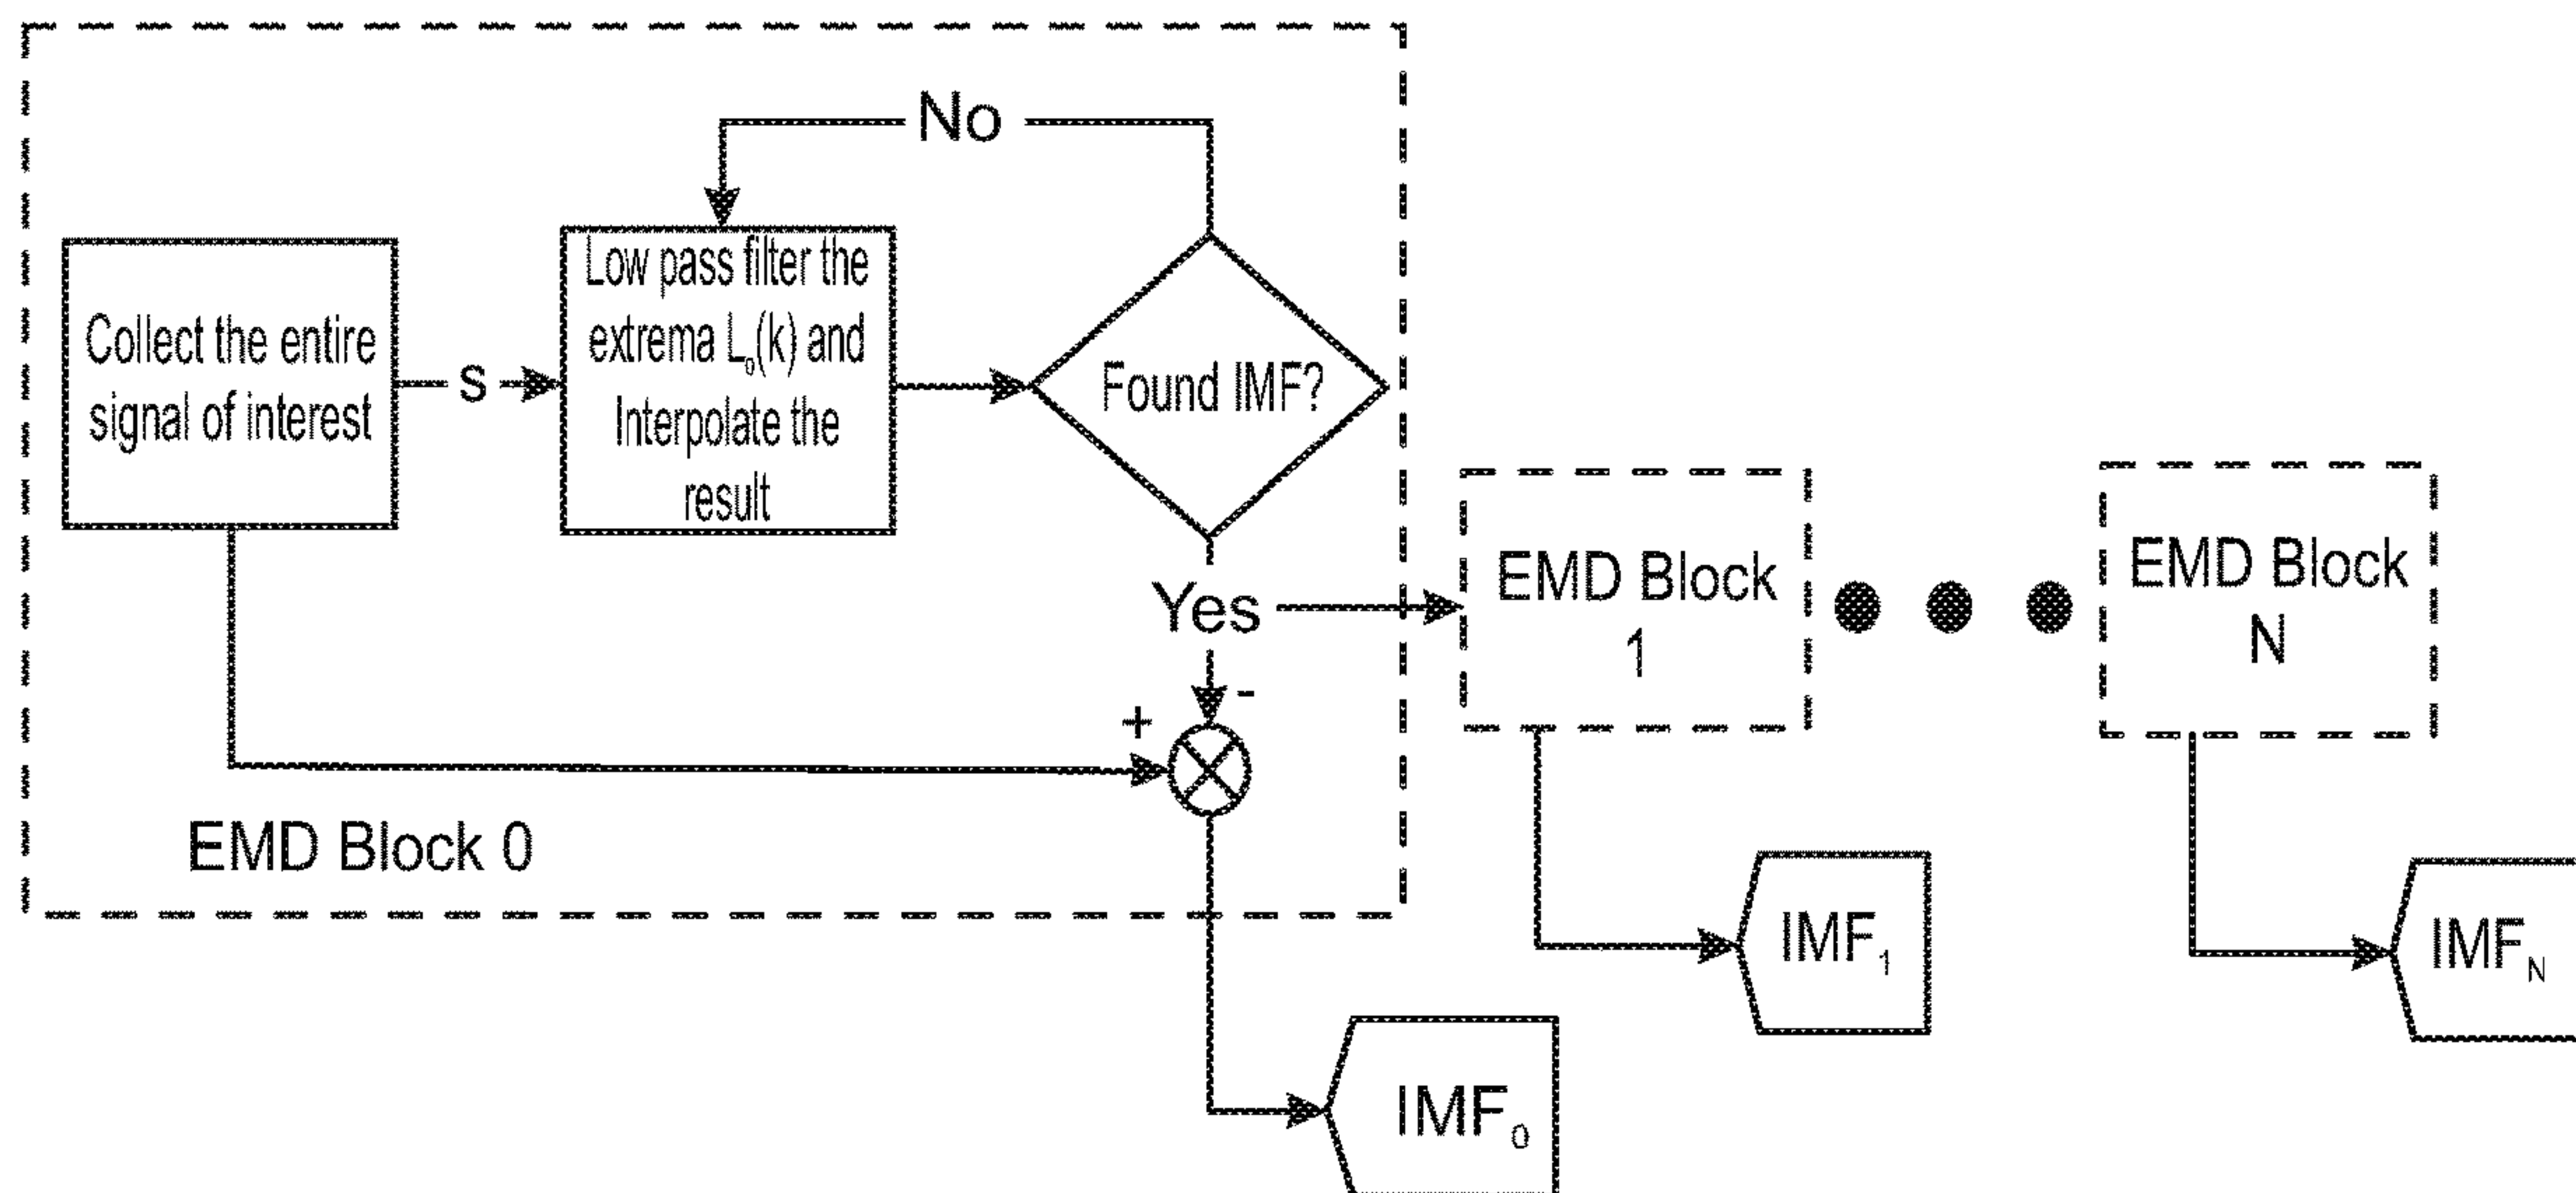 No
Collect the entire
signal of interest
s
Low pass filter the
extrema L₀(k) and
Interpolate the
result
Found IMF?
Yes
-
+
EMD Block 0
EMD Block
1
EMD Block
N
IMF₀
IMF₁
IMF_N